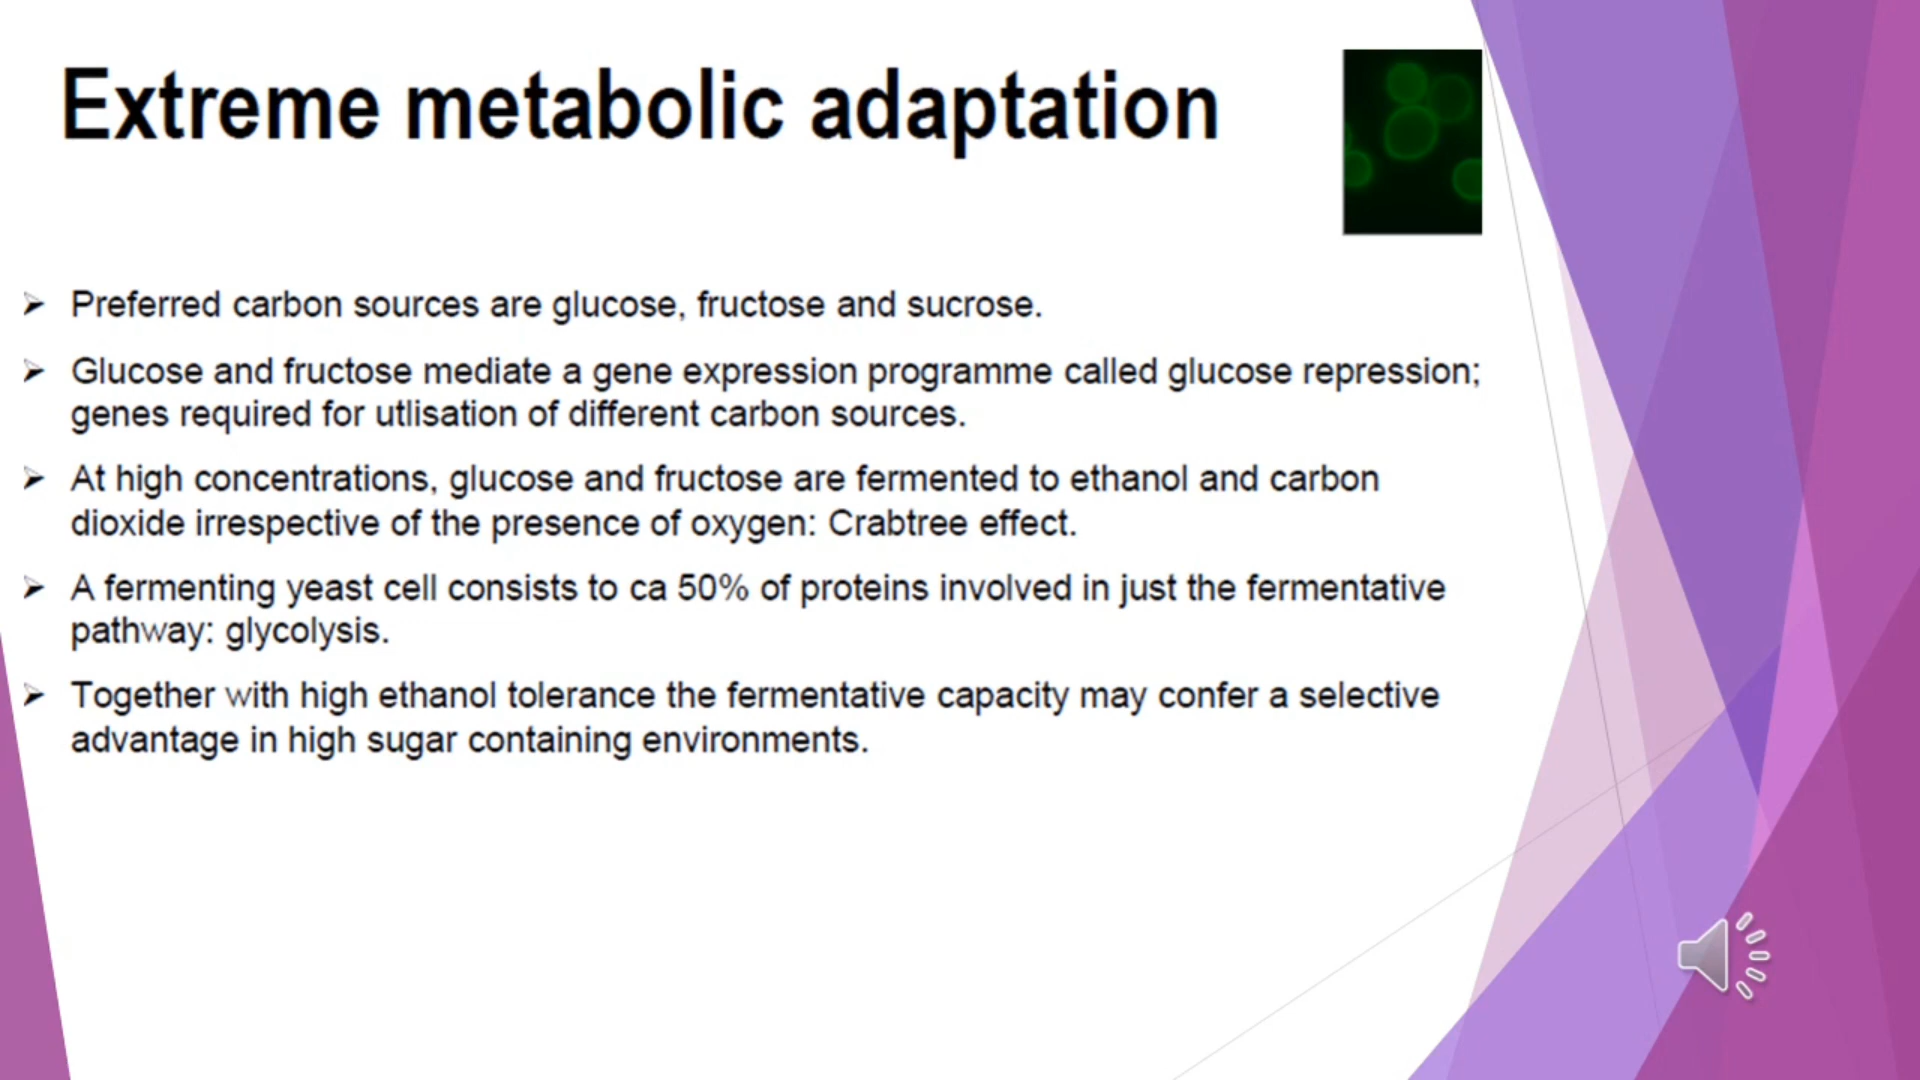 Extreme metabolic adaptation
➢ Preferred carbon sources are glucose, fructose and sucrose.
➢ Glucose and fructose mediate a gene expression programme called glucose repression;
genes required for utlisation of different carbon sources.
➢ At high concentrations, glucose and fructose are fermented to ethanol and carbon
dioxide irrespective of the presence of oxygen: Crabtree effect.
➢ A fermenting yeast cell consists to ca 50% of proteins involved in just the fermentative
pathway: glycolysis.
➢ Together with high ethanol tolerance the fermentative capacity may confer a selective
advantage in high sugar containing environments.